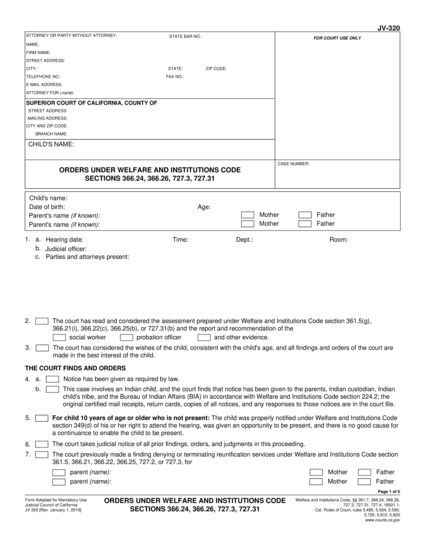 JV-320
ATTORNEY OR PARTY WITHOUT ATTORNEY: STATE BAR NO.:
NAME:
FIRM NAME:
STREET ADDRESS:
CITY: STATE: ZIP CODE:
TELEPHONE NO.: FAX NO.:
E-MAIL ADDRESS:
ATTORNEY FOR (name):
FOR COURT USE ONLY
SUPERIOR COURT OF CALIFORNIA, COUNTY OF
STREET ADDRESS:
MAILING ADDRESS:
CITY AND ZIP CODE:
BRANCH NAME:
CHILD'S NAME:
ORDERS UNDER WELFARE AND INSTITUTIONS CODE
SECTIONS 366.24, 366.26, 727.3, 727.31
CASE NUMBER:
Child's name:
Date of birth: Age:
Parent's name (if known): Mother Father
Parent's name (if known): Mother Father
1. a. Hearing date: Time: Dept.: Room:
b. Judicial officer:
c. Parties and attorneys present:
2. The court has read and considered the assessment prepared under Welfare and Institutions Code section 361.5(g),
366.21(i), 366.22(c), 366.25(b), or 727.31(b) and the report and recommendation of the
social worker probation officer and other evidence.
3. The court has considered the wishes of the child, consistent with the child's age, and all findings and orders of the court are
made in the best interest of the child.
THE COURT FINDS AND ORDERS
4. a. Notice has been given as required by law.
b. This case involves an Indian child, and the court finds that notice has been given to the parents, Indian custodian, Indian
child's tribe, and the Bureau of Indian Affairs (BIA) in accordance with Welfare and Institutions Code section 224.2; the
original certified mail receipts, return cards, copies of all notices, and any responses to those notices are in the court file.
5. For child 10 years of age or older who is not present: The child was properly notified under Welfare and Institutions Code
section 349(d) of his or her right to attend the hearing, was given an opportunity to be present, and there is no good cause for
a continuance to enable the child to be present.
6. The court takes judicial notice of all prior findings, orders, and judgments in this proceeding.
7. The court previously made a finding denying or terminating reunification services under Welfare and Institutions Code section
361.5, 366.21, 366.22, 366.25, 727.2, or 727.3, for
parent (name): Mother Father
parent (name): Mother Father
Page 1 of 5
Form Adopted for Mandatory Use
Judicial Council of California
JV-320 [Rev. January 1, 2019]
ORDERS UNDER WELFARE AND INSTITUTIONS CODE
SECTIONS 366.24, 366.26, 727.3, 727.31
Welfare and Institutions Code, §§ 361.7, 366.24, 366.26,
727.3, 727.31, 727.4, 16501.1;
Cal. Rules of Court, rules 5.485, 5.504, 5.590,
5.725, 5.810, 5.820
www.courts.ca.gov